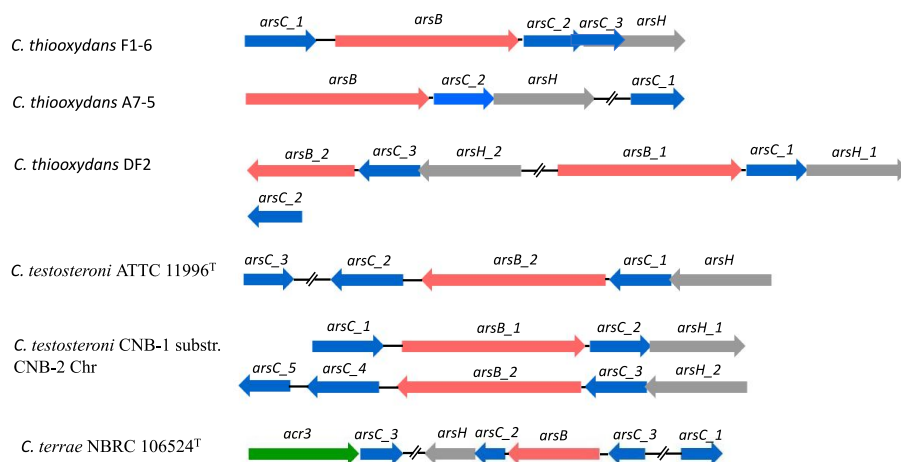 arsC_1 arsB arsC_2 arsC_3 arsH
C. thiooxydans F1-6
arsB arsC_2 arsH arsC_1
C. thiooxydans A7-5
arsB_2 arsC_3 arsH_2 arsB_1 arsC_1 arsH_1
C. thiooxydans DF2
arsC_2
arsC_3 arsC_2 arsB_2 arsC_1 arsH
C. testosteroni ATTC 11996T
arsC_1 arsB_1 arsC_2 arsH_1
C. testosteroni CNB-1 substr.
CNB-2 Chr
arsC_5 arsC_4 arsB_2 arsC_3 arsH_2
acr3 arsC_3 arsH arsC_2 arsB arsC_3 arsC_1
C. terrae NBRC 106524T